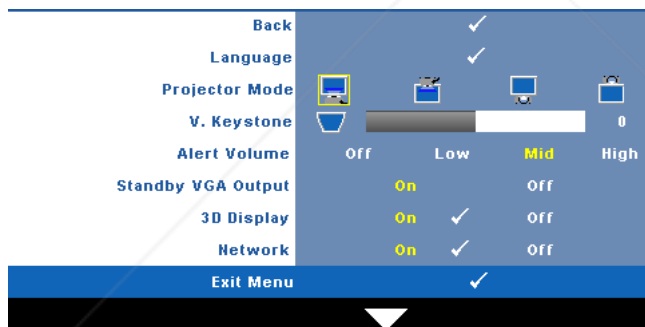 Back
Language
Projector Mode
V. Keystone 0
Alert Volume Off Low Mid High
Standby VGA Output On Off
3D Display On Off
Network On Off
Exit Menu